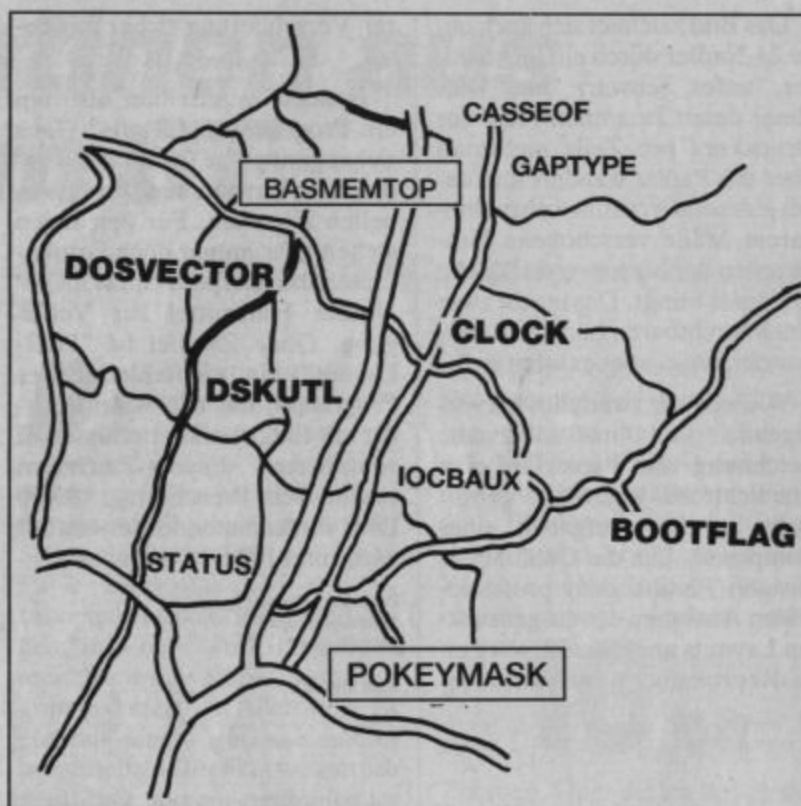 CASSEOF
GAPTYPE
BASMEMTOP
DOSVECTOR
CLOCK
DSKUTL
IOCBAUX
BOOTFLAG
STATUS
POKEYMASK